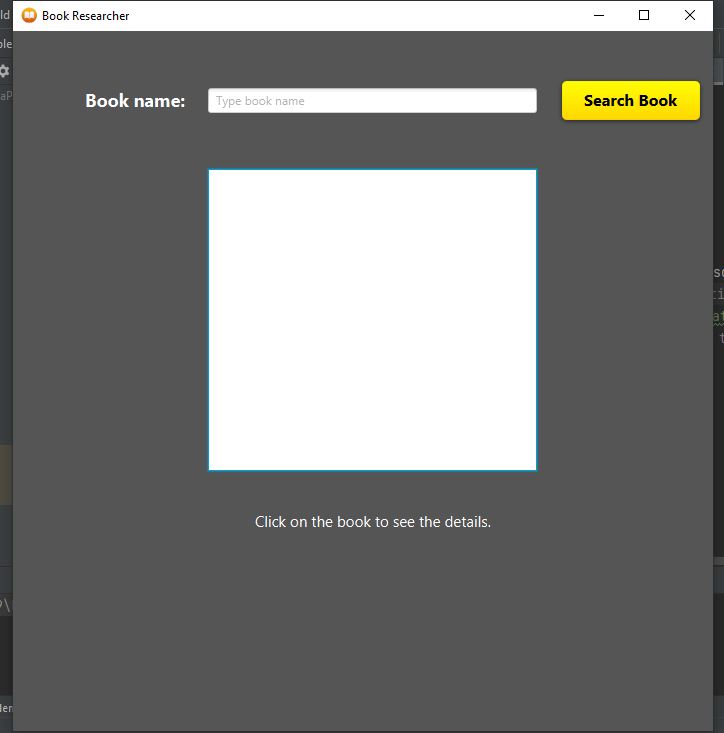 Book Researcher
Book name:
Type book name
Search Book
Click on the book to see the details.